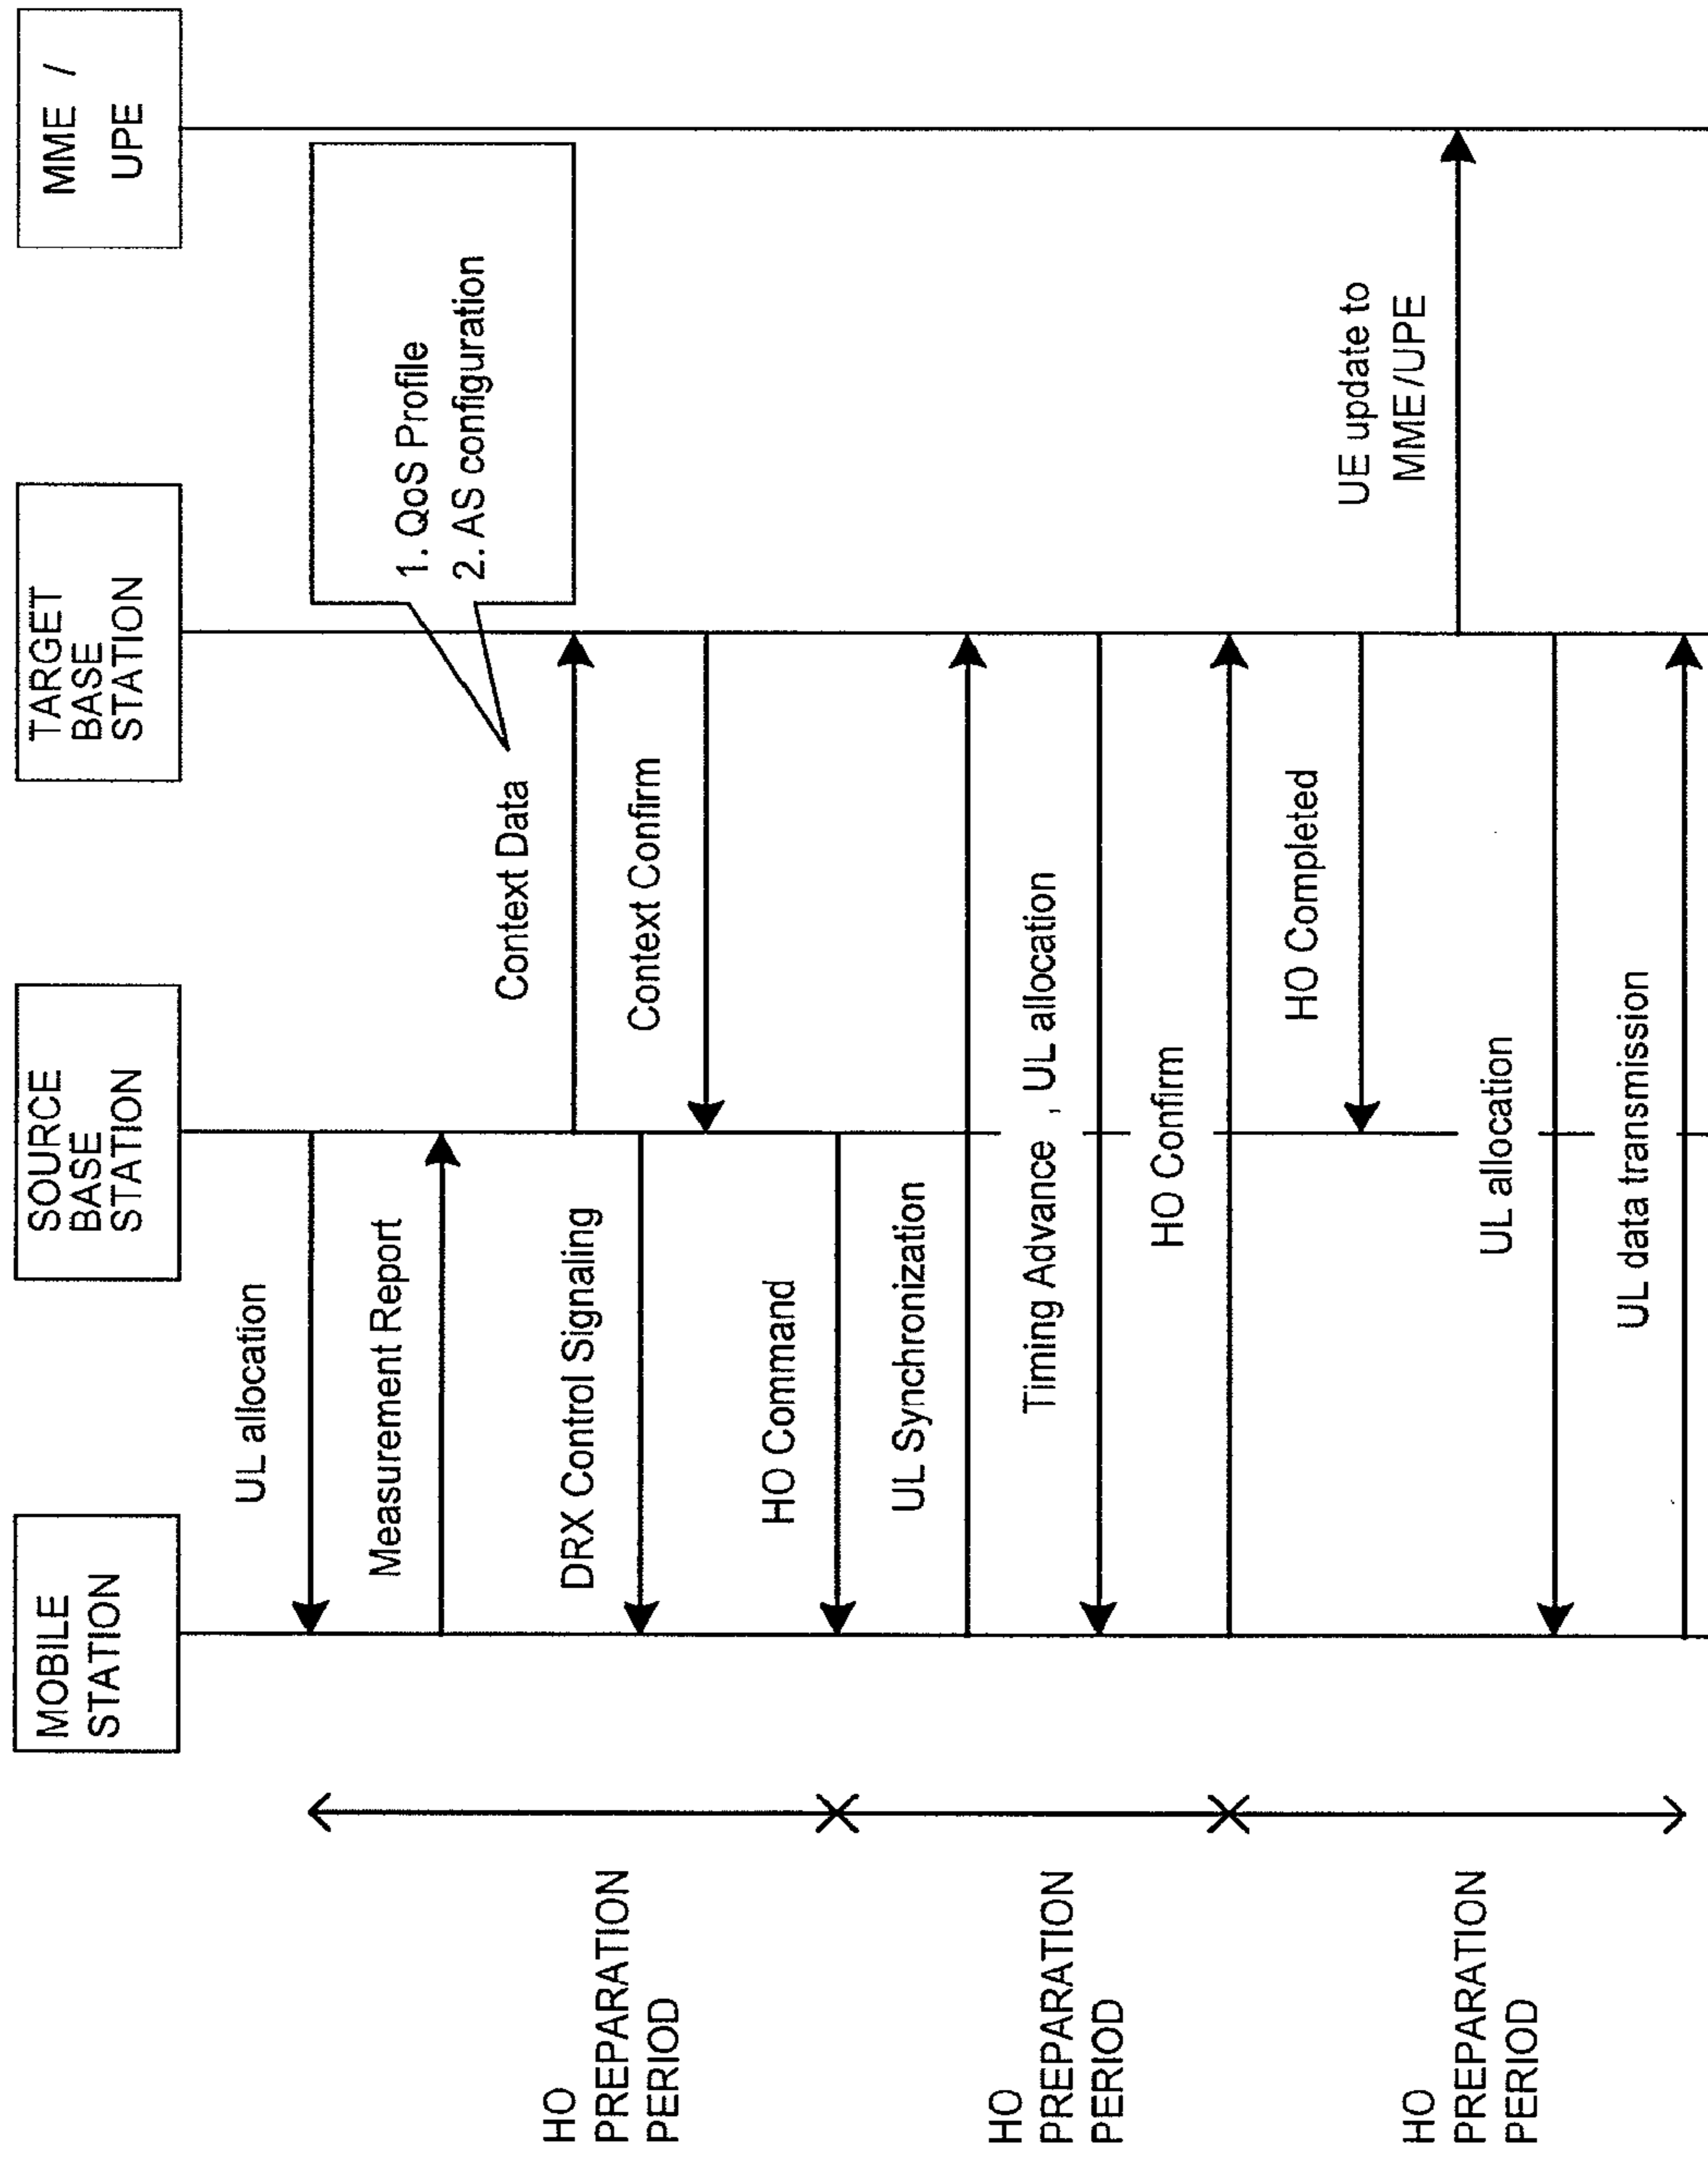 MOBILE
STATION
SOURCE
BASE
STATION
TARGET
BASE
STATION
MME /
UPE
UL allocation
Measurement Report
1. QoS Profile
2. AS configuration
Context Data
DRX Control Signaling
Context Confirm
HO Command
UL Synchronization
Timing Advance , UL allocation
HO Confirm
HO Completed
UE update to
MME/UPE
UL allocation
UL data transmission
HO
PREPARATION
PERIOD
HO
PREPARATION
PERIOD
HO
PREPARATION
PERIOD